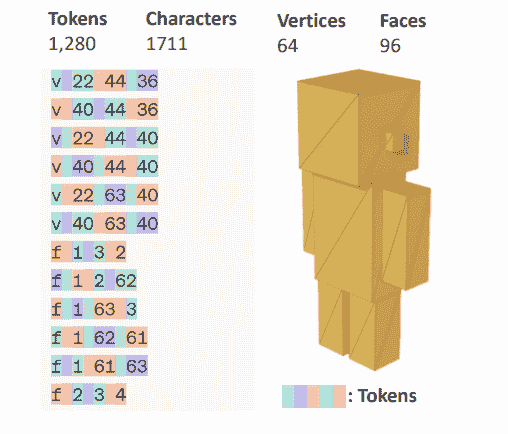 Tokens Characters Vertices Faces
1,280 1711 64 96
v 22 44 36
v 40 44 36
v 22 44 40
v 40 44 40
v 22 63 40
v 40 63 40
f 1 3 2
f 1 2 62
f 1 63 3
f 1 62 61
f 1 61 63
f 2 3 4
: Tokens